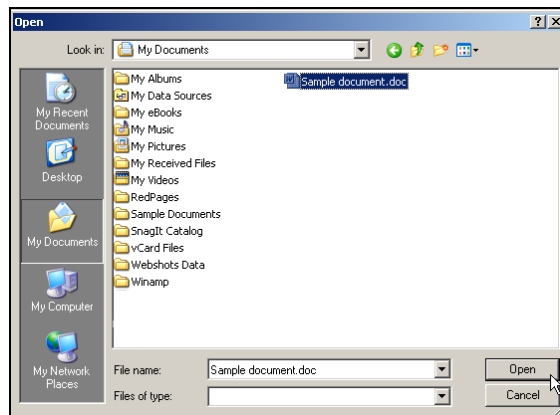 Open
Look in:
My Documents
My Recent
Documents
Desktop
My Documents
My Computer
My Network
Places
My Albums
My Data Sources
My eBooks
My Music
My Pictures
My Received Files
My Videos
RedPages
Sample Documents
SnagIt Catalog
vCard Files
Webshots Data
Winamp
Sample document.doc
File name:
Sample document.doc
Open
Files of type:
Cancel